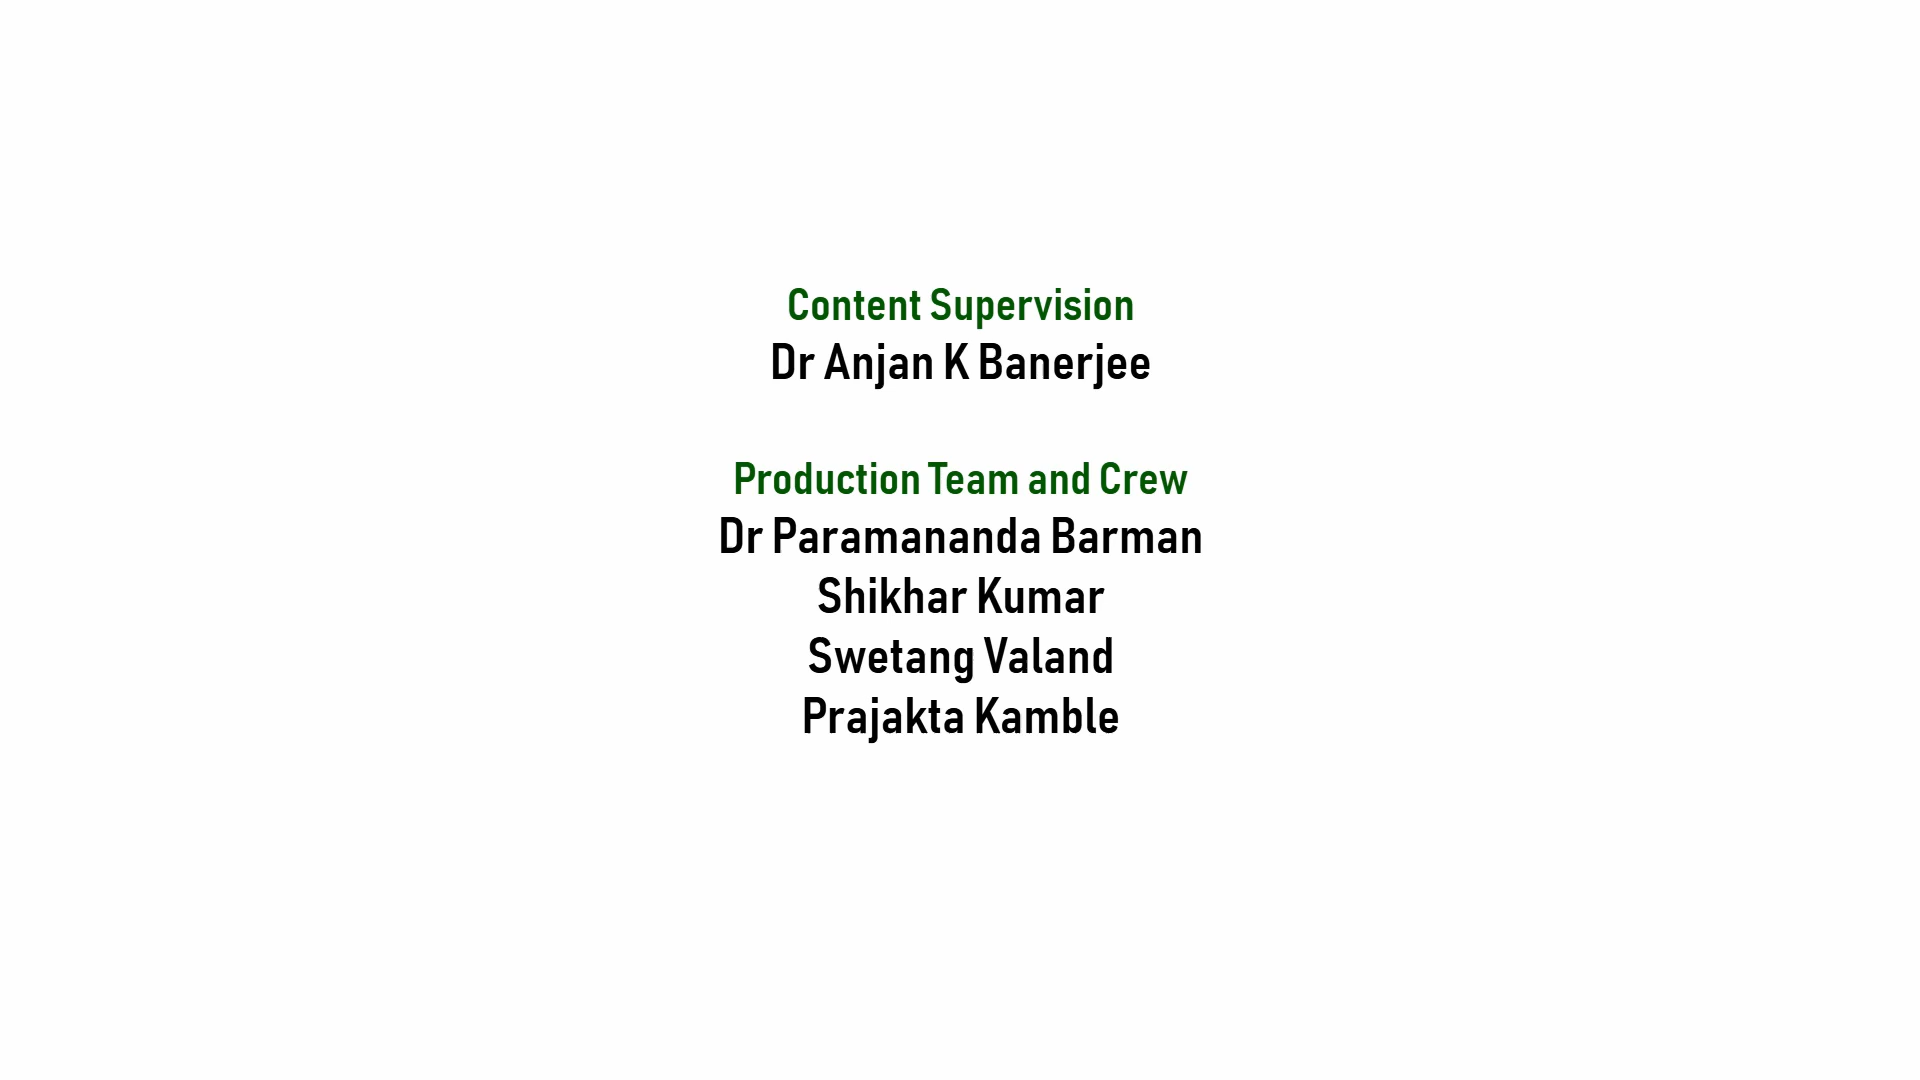 Content Supervision
Dr Anjan K Banerjee
Production Team and Crew
Dr Paramananda Barman
Shikhar Kumar
Swetang Valand
Prajakta Kamble